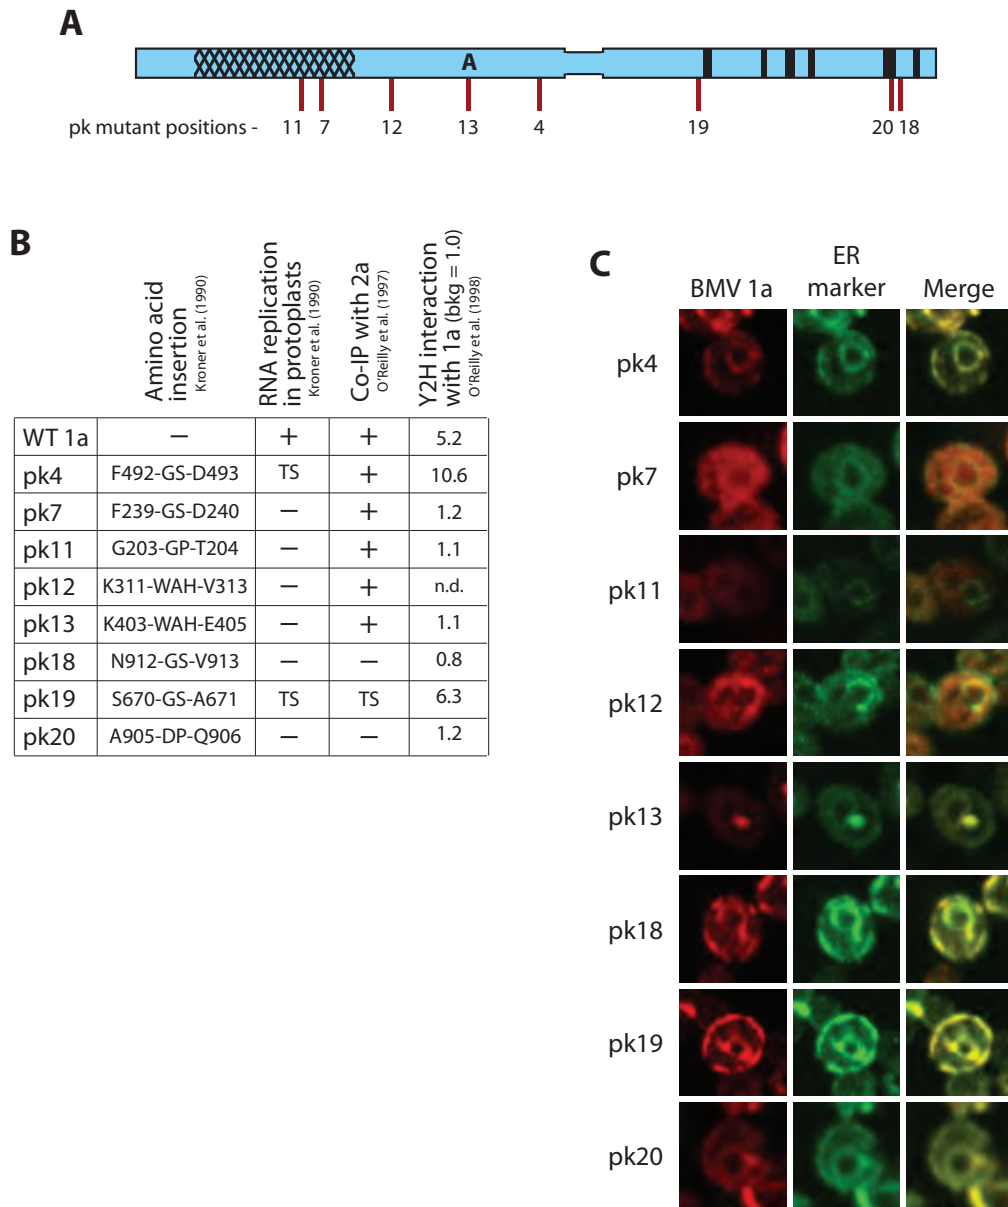 A
A
pk mutant positions - 11 7 12 13 4 19 20 18
B
Amino acid
insertion
Kroner et al. (1990)
RNA replication
in protoplasts
Kroner et al. (1990)
Co-IP with 2a
O'Reilly et al. (1997)
Y2H interaction
with 1a (bkg = 1.0)
O'Reilly et al. (1998)
WT 1a – + + 5.2
pk4 F492-GS-D493 TS + 10.6
pk7 F239-GS-D240 – + 1.2
pk11 G203-GP-T204 – + 1.1
pk12 K311-WAH-V313 – + n.d.
pk13 K403-WAH-E405 – + 1.1
pk18 N912-GS-V913 – – 0.8
pk19 S670-GS-A671 TS TS 6.3
pk20 A905-DP-Q906 – – 1.2
C
BMV 1a
ER
marker
Merge
pk4
pk7
pk11
pk12
pk13
pk18
pk19
pk20